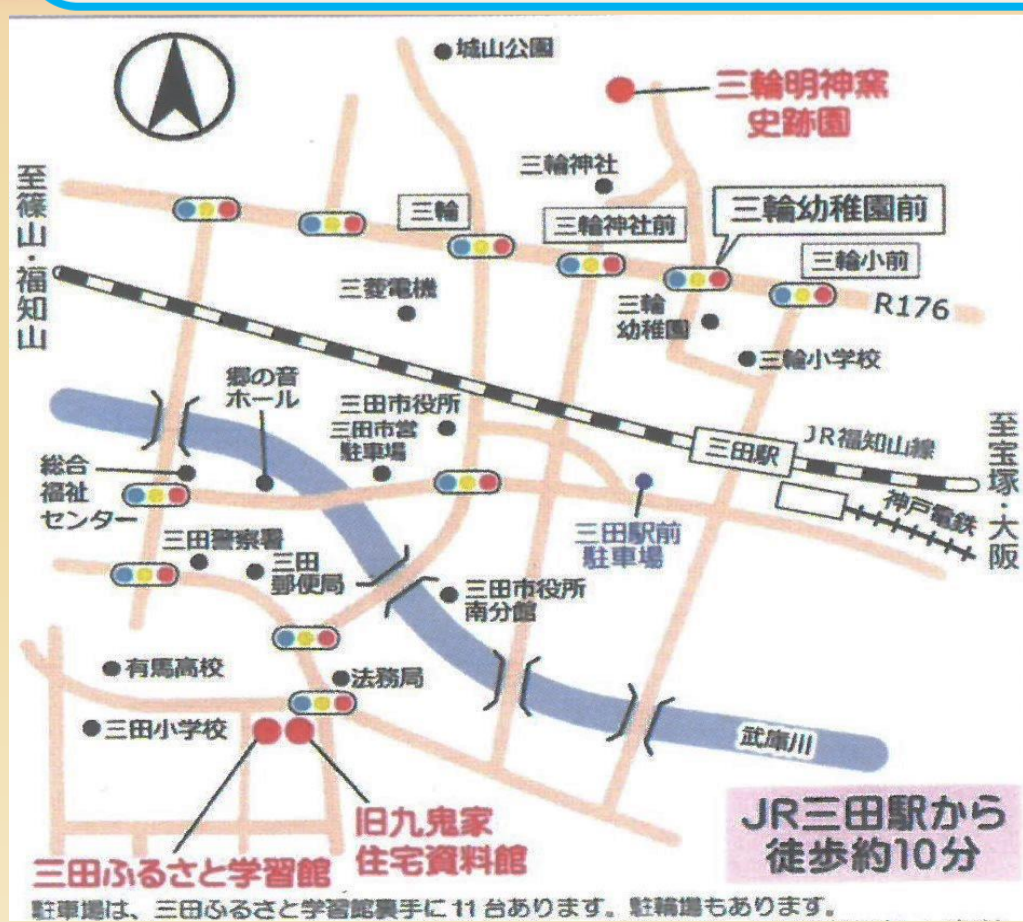 城山公園
三輪明神窯
史跡園
三輪神社
至篠山・福知山
三輪
三輪神社前
三輪幼稚園前
三輪小前
R176
三菱電機
三輪
幼稚園
三輪小学校
郷の音
ホール
三田市役所
三田市営
駐車場
三田駅
JR福知山線
至宝塚・大阪
神戸電鉄
総合
福祉
センター
三田駅前
駐車場
三田警察署
三田
郵便局
三田市役所
南分館
有馬高校
法務局
三田小学校
武庫川
旧九鬼家
住宅資料館
三田ふるさと学習館
JR三田駅から
徒歩約10分
駐車場は、三田ふるさと学習館裏手に11台あります。駐輪場もあります。